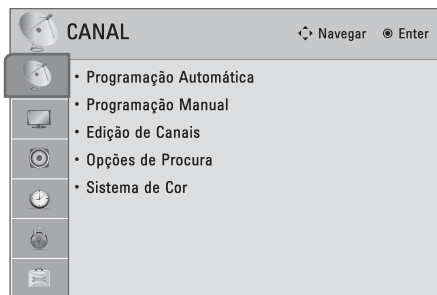 CANAL
Navegar
Enter
• Programação Automática
• Programação Manual
• Edição de Canais
• Opções de Procura
• Sistema de Cor